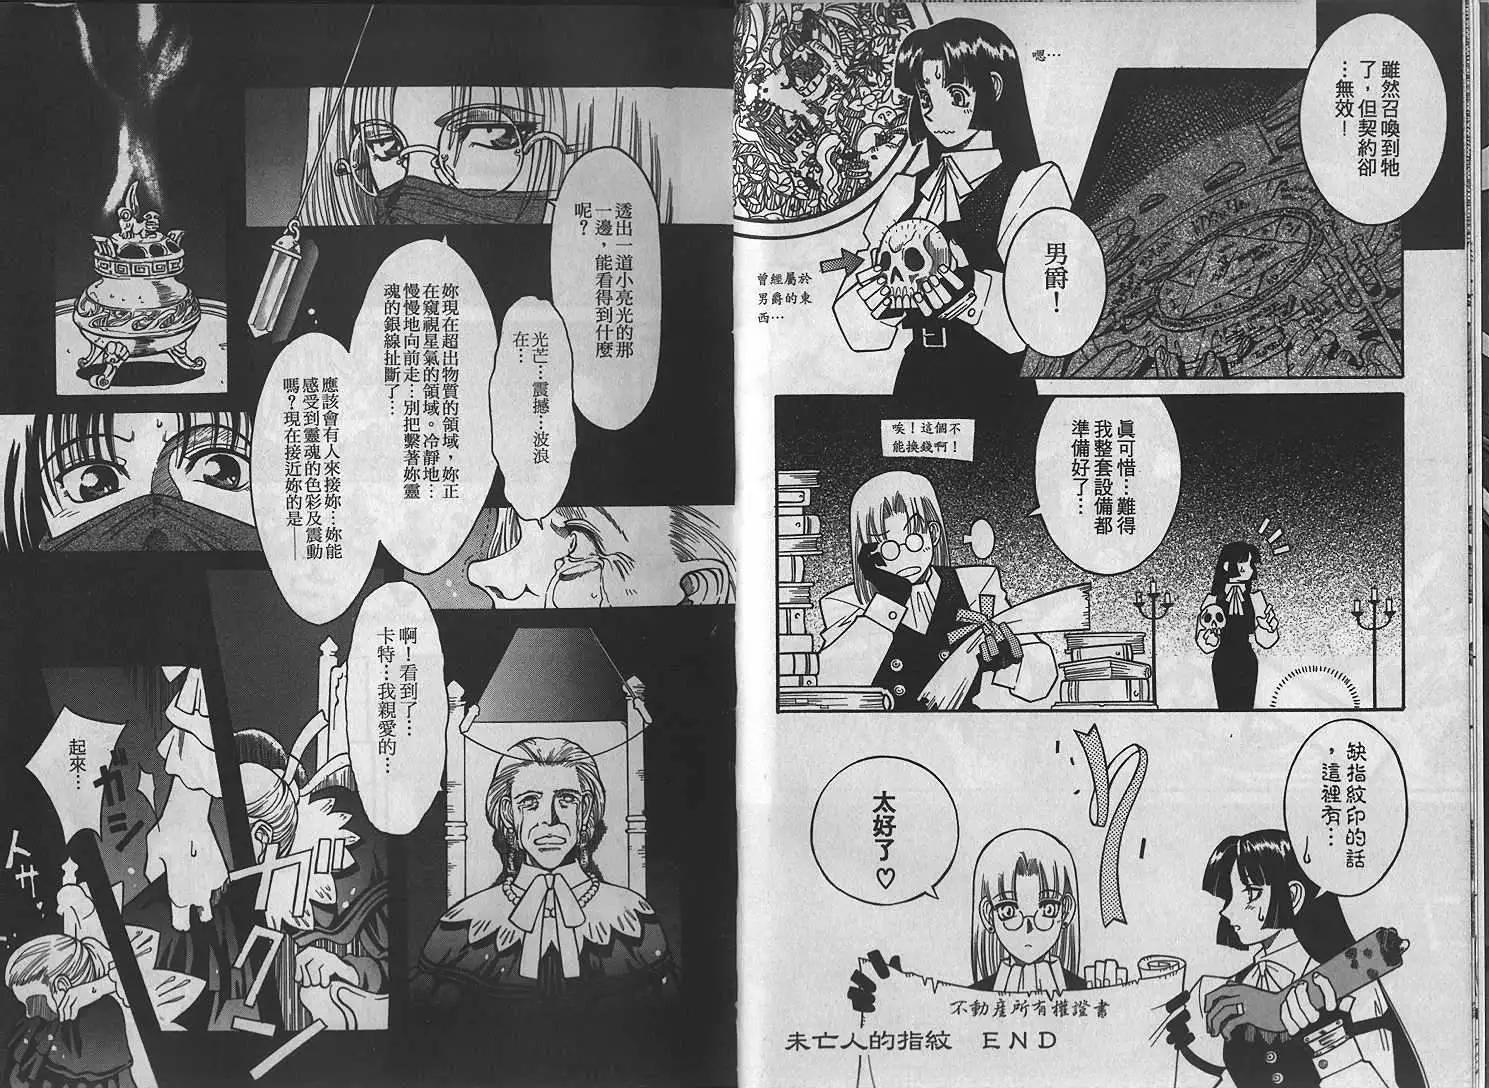 雖然召喚到牠
了，但契約卻
…無效！
嗯…
男爵！
曾經屬於
男爵的東
西…
真可惜…難得
我整套設備都
準備好了…
唉！這個不
能換錢啊！
缺指紋印的話
，這裡有…
太好了♡
不動產所有權證書
未亡人的指紋　END
透出一道小亮光的那
一邊，能看得到什麼
呢？
光芒…震撼…波浪
在…
妳現在超出物質的領域，妳正
在窺視星氣的領域。冷靜地…
慢慢地向前走…別把繫著妳靈
魂的銀線扯斷了…
應該會有人來接妳…妳能
感受到靈魂的色彩及震動
嗎？現在接近妳的是——
啊！看到了…
卡特…我親愛的…
起來…
ガシ
ガタ